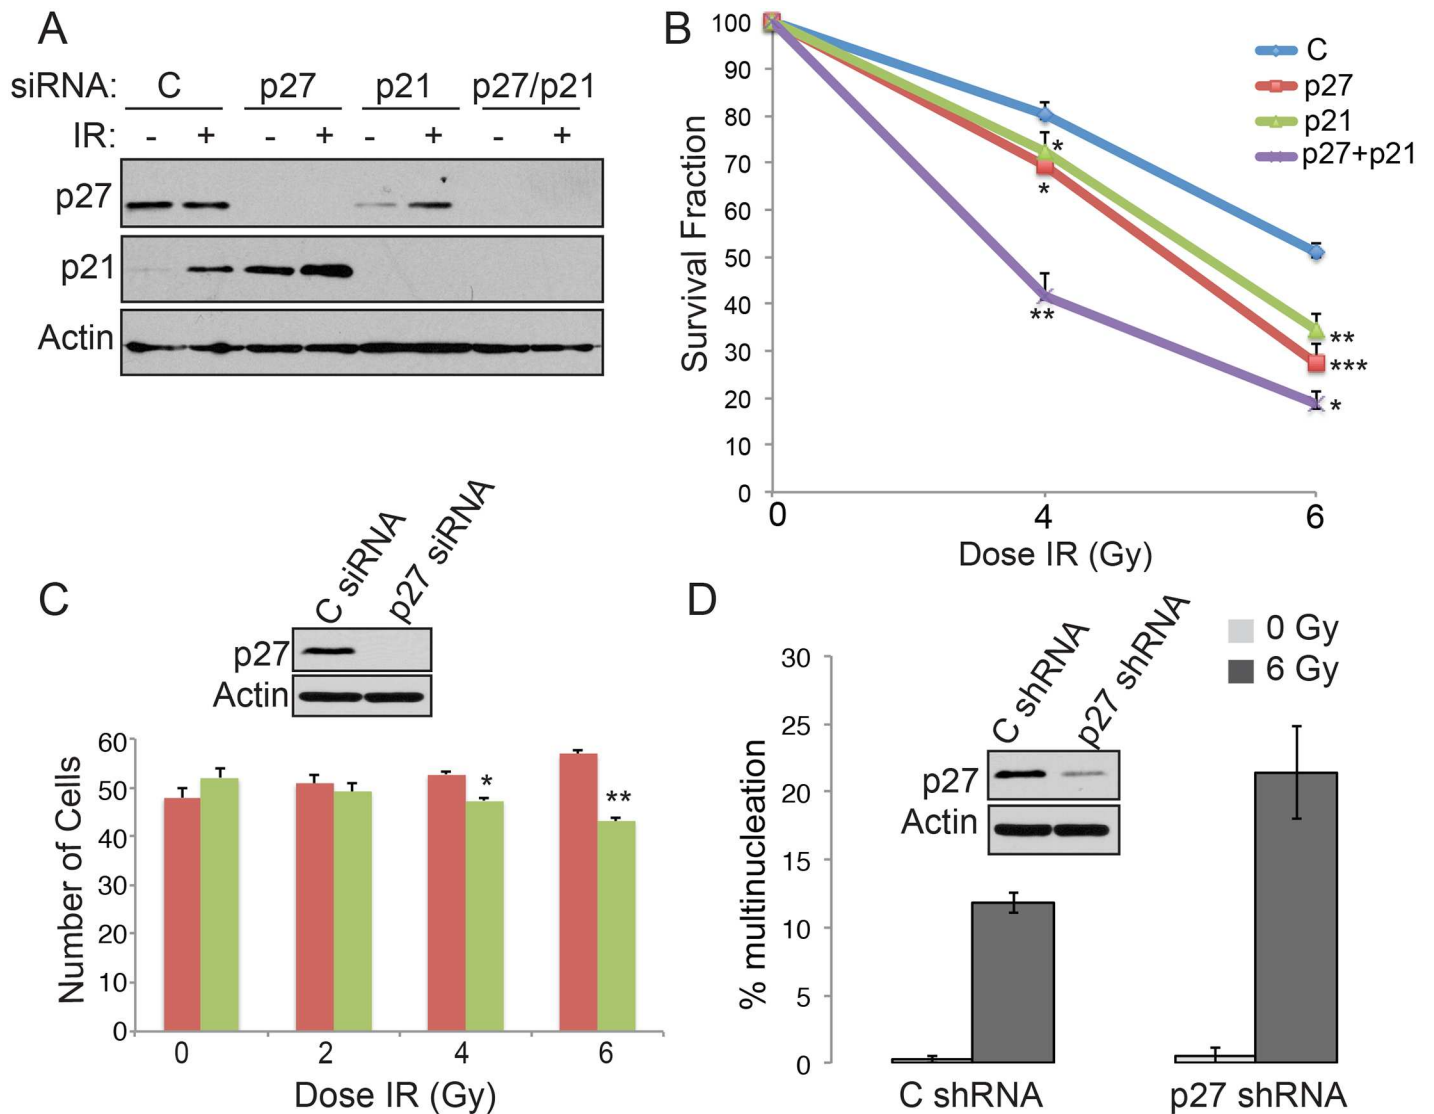 A
siRNA: C p27 p21 p27/p21
IR: - + - + - + - +
p27
p21
Actin
B
100
90
80
70
60
50
40
30
20
10
0
Survival Fraction
C
p27
p21
p27+p21
*
*
**
**
***
*
0 4 6
Dose IR (Gy)
C
C siRNA
p27 siRNA
p27
Actin
60
50
40
30
20
10
0
Number of Cells
*
**
0 2 4 6
Dose IR (Gy)
D
C shRNA
p27 shRNA
p27
Actin
0 Gy
6 Gy
30
25
20
15
10
5
0
% multinucleation
C shRNA p27 shRNA